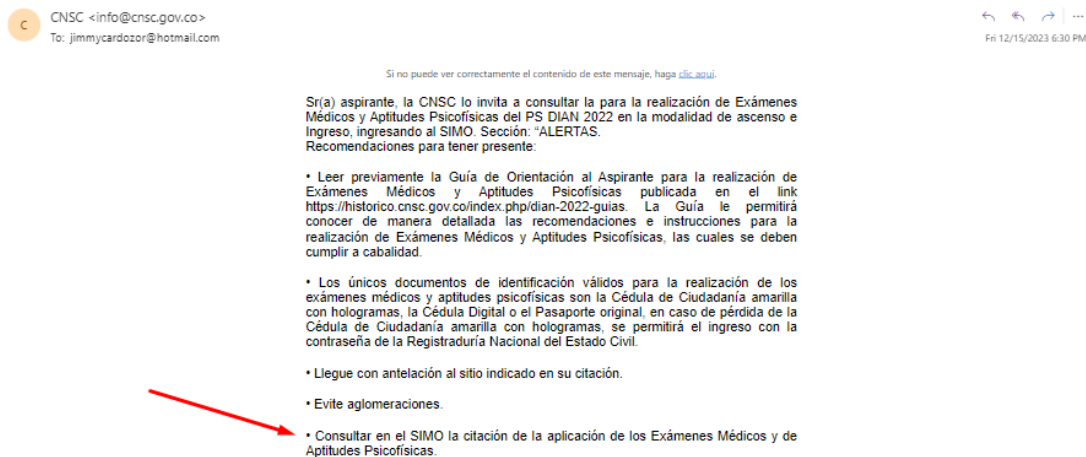 C
CNSC <info@cnsc.gov.co>
To: jimmycardozor@hotmail.com
Fri 12/15/2023 6:30 PM
Si no puede ver correctamente el contenido de este mensaje, haga clic aquí.
Sr(a) aspirante, la CNSC lo invita a consultar la para la realización de Exámenes
Médicos y Aptitudes Psicofísicas del PS DIAN 2022 en la modalidad de ascenso e
Ingreso, ingresando al SIMO. Sección: “ALERTAS.
Recomendaciones para tener presente:
• Leer previamente la Guía de Orientación al Aspirante para la realización de
Exámenes Médicos y Aptitudes Psicofísicas publicada en el link
https://historico.cnsc.gov.co/index.php/dian-2022-guias. La Guía le permitirá
conocer de manera detallada las recomendaciones e instrucciones para la
realización de Exámenes Médicos y Aptitudes Psicofísicas, las cuales se deben
cumplir a cabalidad.
• Los únicos documentos de identificación válidos para la realización de los
exámenes médicos y aptitudes psicofísicas son la Cédula de Ciudadanía amarilla
con hologramas, la Cédula Digital o el Pasaporte original, en caso de pérdida de la
Cédula de Ciudadanía amarilla con hologramas, se permitirá el ingreso con la
contraseña de la Registraduría Nacional del Estado Civil.
• Llegue con antelación al sitio indicado en su citación.
• Evite aglomeraciones.
• Consultar en el SIMO la citación de la aplicación de los Exámenes Médicos y de
Aptitudes Psicofísicas.